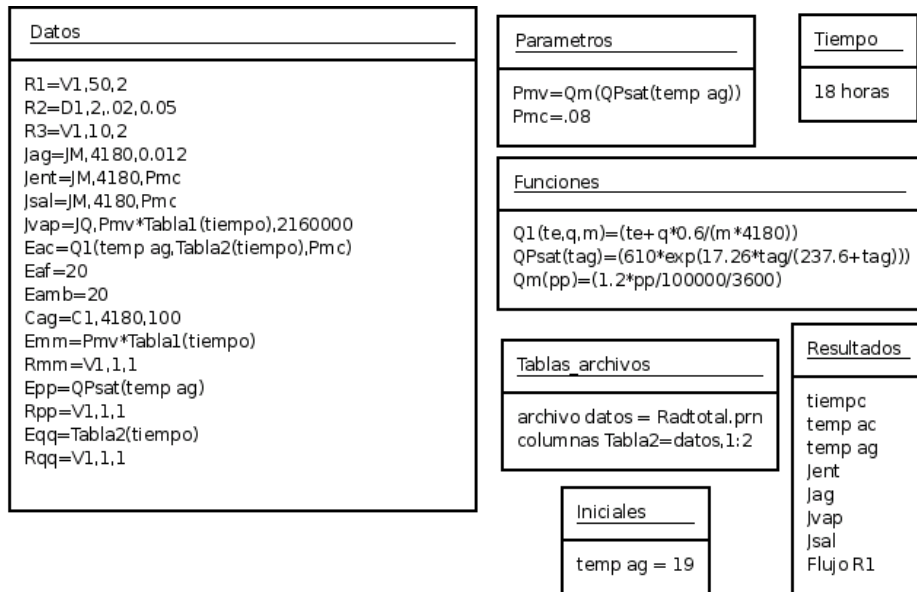 Datos
R1=V1,50,2
R2=D1,2,.02,0.05
R3=V1,10,2
Jag=JM,4180,0.012
Jent=JM,4180,Pmc
Jsal=JM,4180,Pmc
Jvap=JQ,Pmv*Tabla1(tiempo),2160000
Eac=Q1(temp ag,Tabla2(tiempo),Pmc)
Eaf=20
Eamb=20
Cag=C1,4180,100
Emm=Pmv*Tabla1(tiempo)
Rmm=V1,1,1
Epp=QPsat(temp ag)
Rpp=V1,1,1
Eqq=Tabla2(tiempo)
Rqq=V1,1,1
Parametros
Pmv=Qm(QPsat(temp ag))
Pmc=.08
Tiempo
18 horas
Funciones
Q1(te,q,m)=(te+q*0.6/(m*4180))
QPsat(tag)=(610*exp(17.26*tag/(237.6+tag)))
Qm(pp)=(1.2*pp/100000/3600)
Tablas_archivos
archivo datos = Radtotal.prn
columnas Tabla2=datos,1:2
Iniciales
temp ag = 19
Resultados
tiempc
temp ac
temp ag
Jent
Jag
Jvap
Jsal
Flujo R1